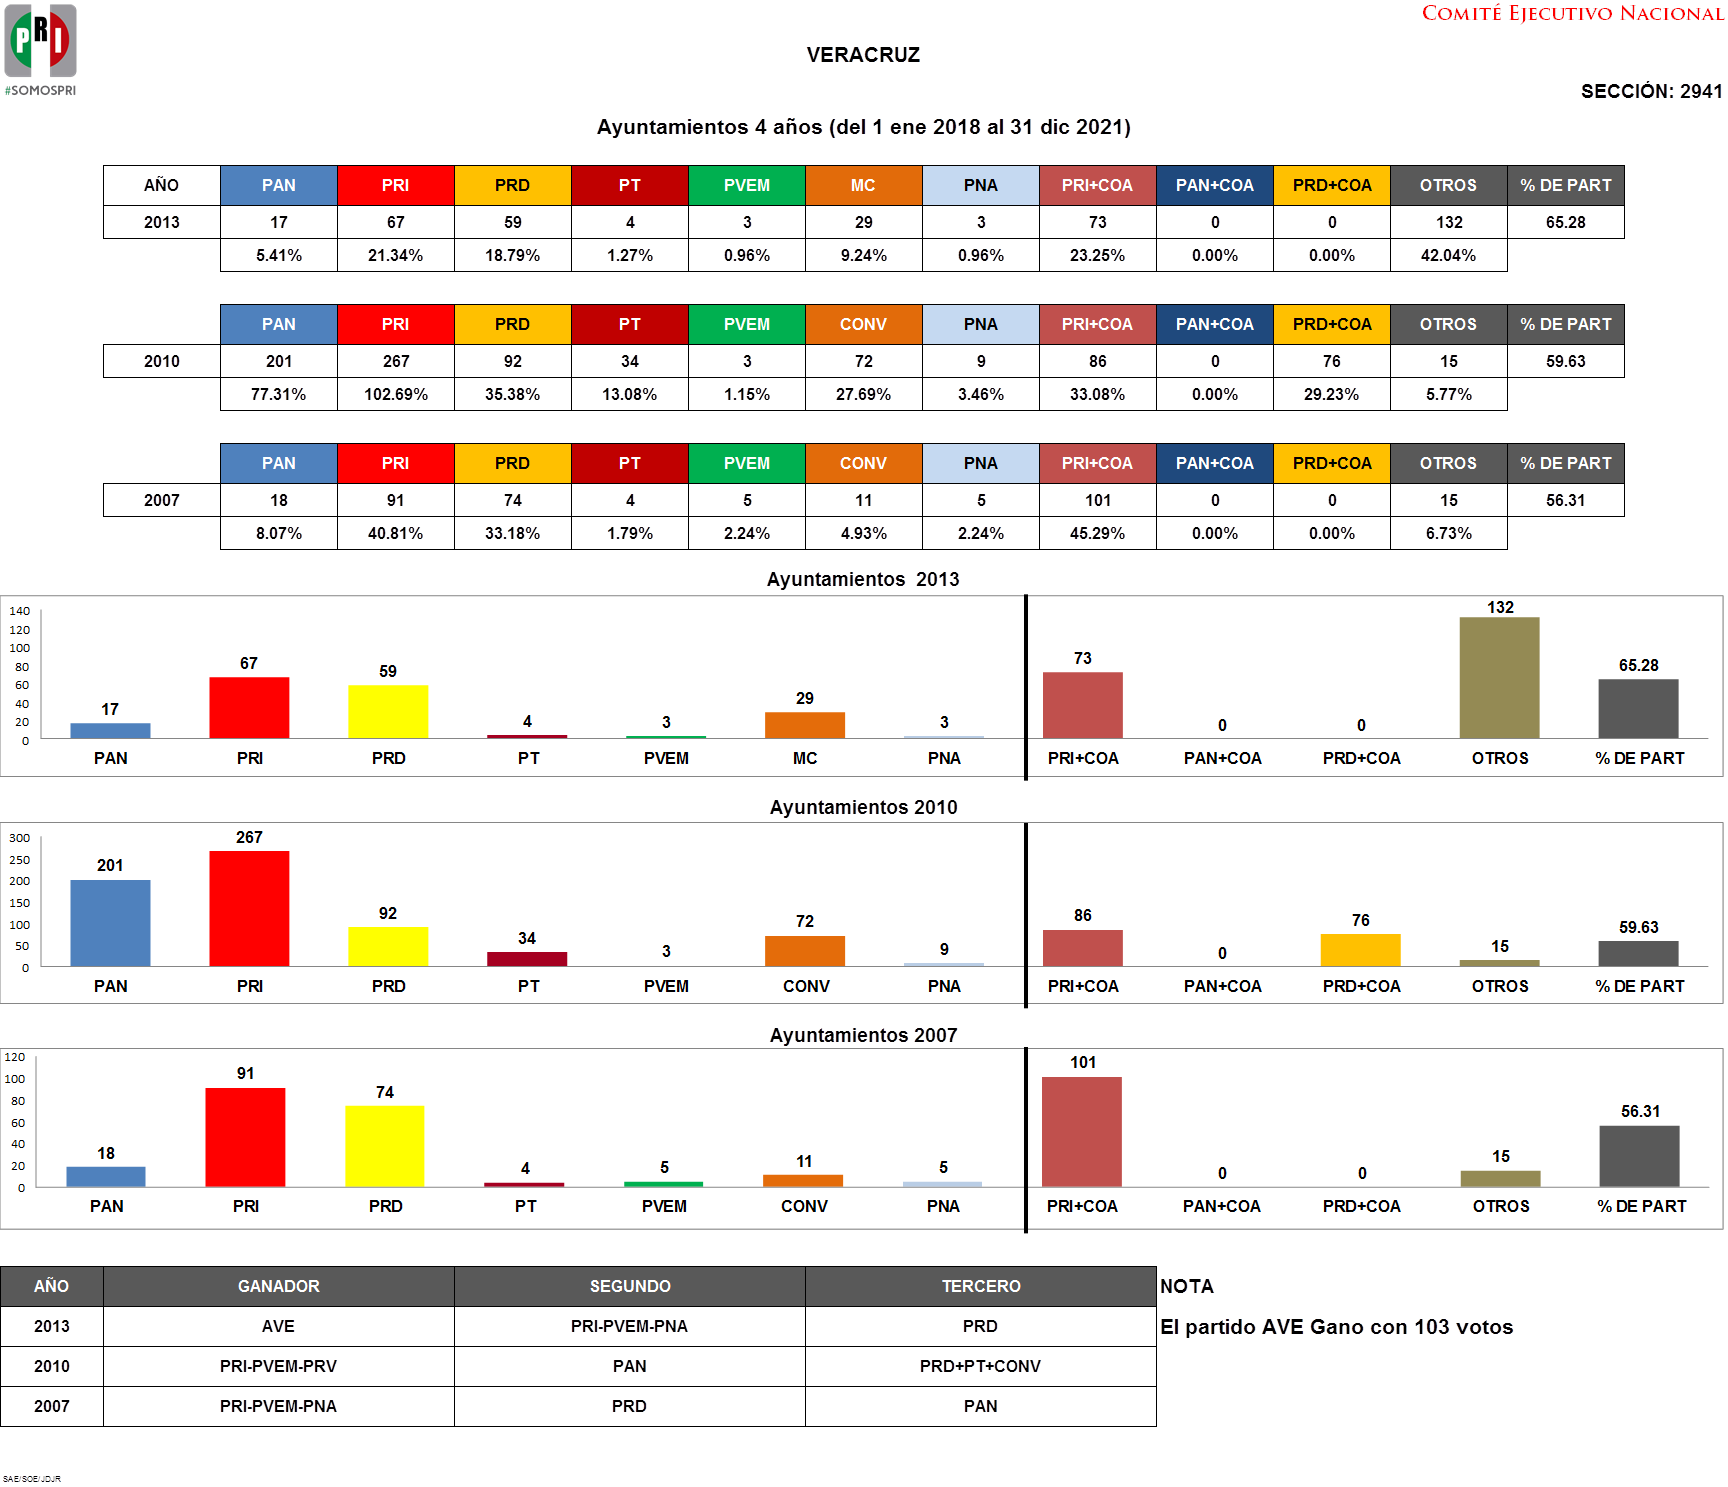 PRI
#SOMOSPRI
COMITÉ EJECUTIVO NACIONAL
VERACRUZ
SECCIÓN: 2941
Ayuntamientos 4 años (del 1 ene 2018 al 31 dic 2021)
AÑO PAN PRI PRD PT PVEM MC PNA PRI+COA PAN+COA PRD+COA OTROS % DE PART
2013 17 67 59 4 3 29 3 73 0 0 132 65.28
5.41% 21.34% 18.79% 1.27% 0.96% 9.24% 0.96% 23.25% 0.00% 0.00% 42.04%
PAN PRI PRD PT PVEM CONV PNA PRI+COA PAN+COA PRD+COA OTROS % DE PART
2010 201 267 92 34 3 72 9 86 0 76 15 59.63
77.31% 102.69% 35.38% 13.08% 1.15% 27.69% 3.46% 33.08% 0.00% 29.23% 5.77%
PAN PRI PRD PT PVEM CONV PNA PRI+COA PAN+COA PRD+COA OTROS % DE PART
2007 18 91 74 4 5 11 5 101 0 0 15 56.31
8.07% 40.81% 33.18% 1.79% 2.24% 4.93% 2.24% 45.29% 0.00% 0.00% 6.73%
Ayuntamientos 2013
140
120
100
80
60
40
20
0
17 67 59 4 3 29 3 73 0 0 132 65.28
PAN PRI PRD PT PVEM MC PNA PRI+COA PAN+COA PRD+COA OTROS % DE PART
Ayuntamientos 2010
300
250
200
150
100
50
0
201 267 92 34 3 72 9 86 0 76 15 59.63
PAN PRI PRD PT PVEM CONV PNA PRI+COA PAN+COA PRD+COA OTROS % DE PART
Ayuntamientos 2007
120
100
80
60
40
20
0
18 91 74 4 5 11 5 101 0 0 15 56.31
PAN PRI PRD PT PVEM CONV PNA PRI+COA PAN+COA PRD+COA OTROS % DE PART
AÑO GANADOR SEGUNDO TERCERO NOTA
2013 AVE PRI-PVEM-PNA PRD El partido AVE Gano con 103 votos
2010 PRI-PVEM-PRV PAN PRD+PT+CONV
2007 PRI-PVEM-PNA PRD PAN
SAE/SOE/JDJR